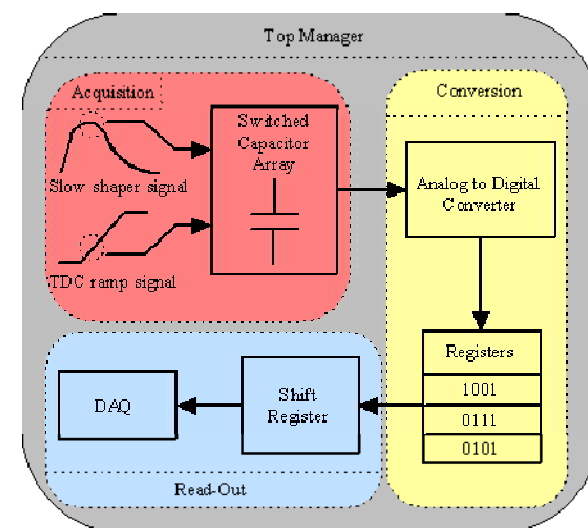 Top Manager
Acquisition
Slow shaper signal
TDC ramp signal
Switched
Capacitor
Array
Conversion
Analog to Digital
Converter
Registers
1001
0111
0101
Shift
Register
DAQ
Read-Out